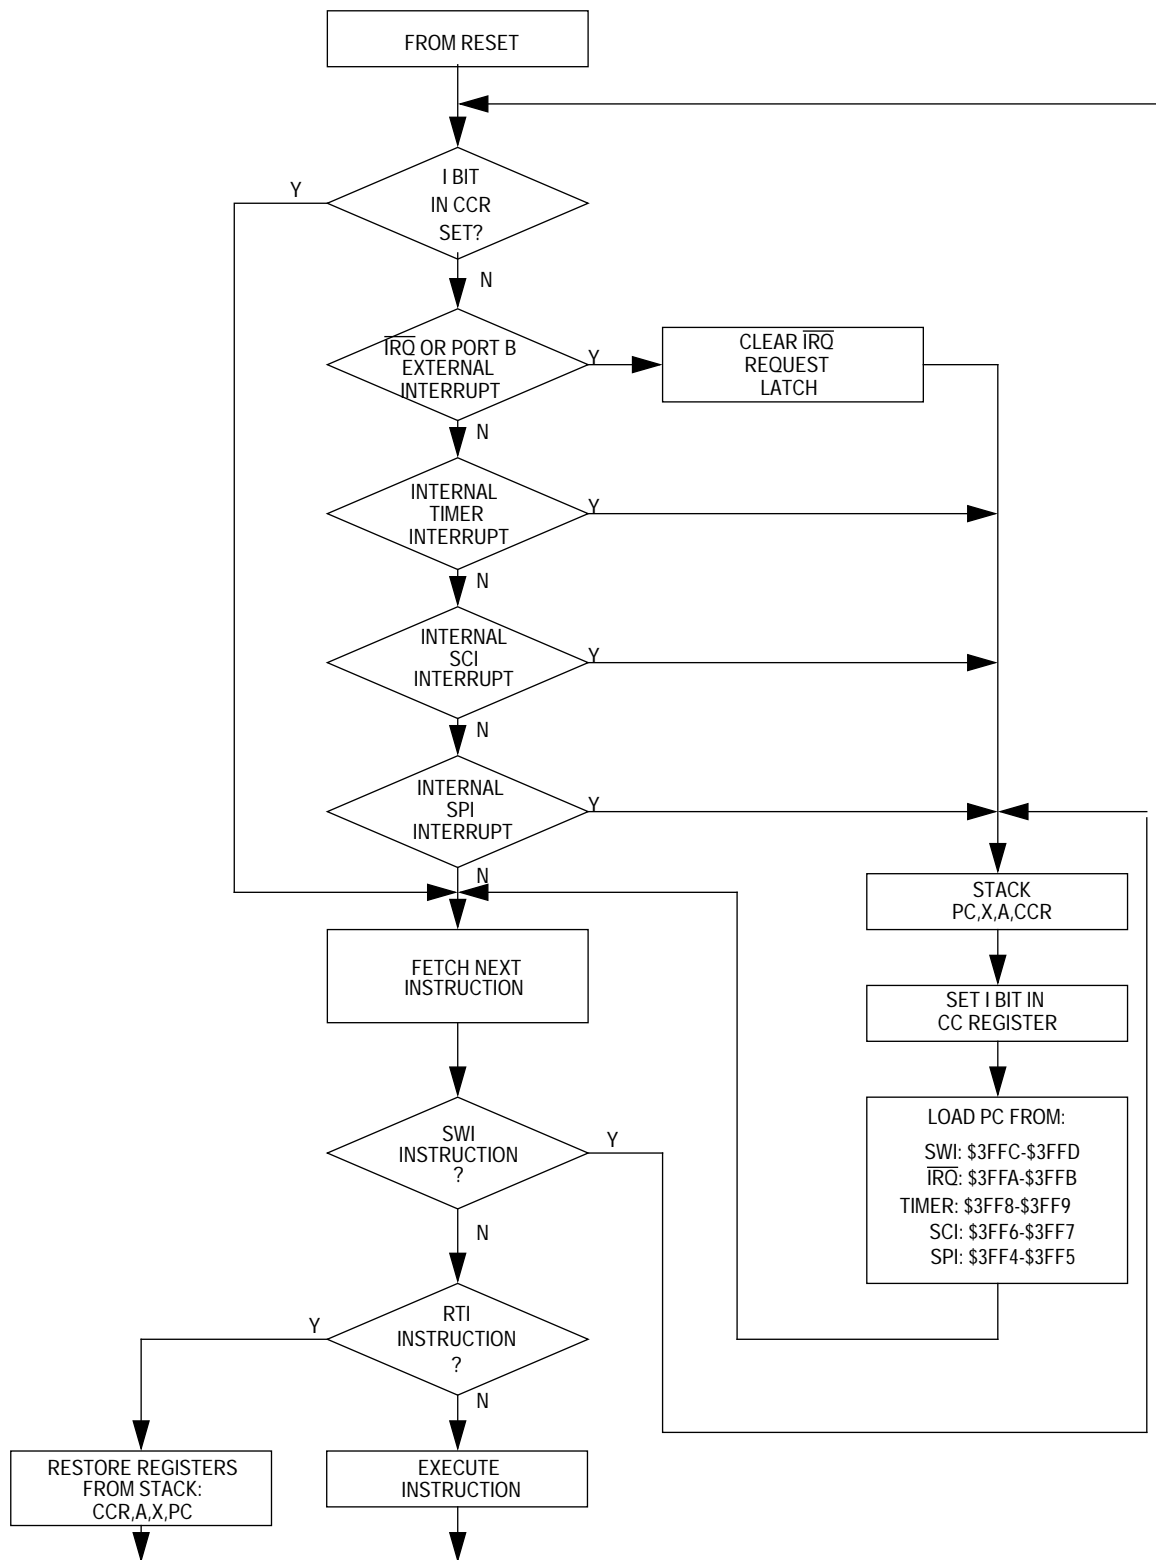 FROM RESET
I BIT
IN CCR
SET?
Y
N
IRQ OR PORT B
EXTERNAL
INTERRUPT
Y
CLEAR IRQ
REQUEST
LATCH
N
INTERNAL
TIMER
INTERRUPT
Y
N
INTERNAL
SCI
INTERRUPT
Y
N
INTERNAL
SPI
INTERRUPT
Y
N
STACK
PC,X,A,CCR
FETCH NEXT
INSTRUCTION
SET I BIT IN
CC REGISTER
SWI
INSTRUCTION
?
Y
LOAD PC FROM:
SWI: $3FFC-$3FFD
IRQ: $3FFA-$3FFB
TIMER: $3FF8-$3FF9
SCI: $3FF6-$3FF7
SPI: $3FF4-$3FF5
N
RTI
INSTRUCTION
?
Y
N
RESTORE REGISTERS
FROM STACK:
CCR,A,X,PC
EXECUTE
INSTRUCTION